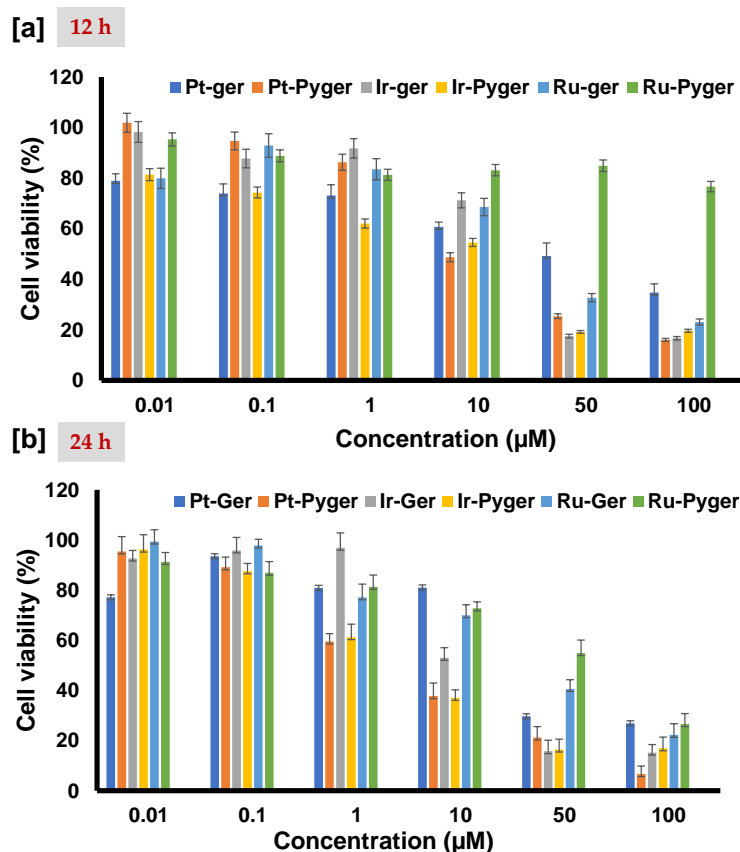 [a] 12 h
120
Pt-ger Pt-Pyger Ir-ger Ir-Pyger Ru-ger Ru-Pyger
100
80
60
40
20
0
Cell viability (%)
0.01 0.1 1 10 50 100
Concentration (µM)
[b] 24 h
120
Pt-Ger Pt-Pyger Ir-Ger Ir-Pyger Ru-Ger Ru-Pyger
100
80
60
40
20
0
Cell viability (%)
0.01 0.1 1 10 50 100
Concentration (µM)